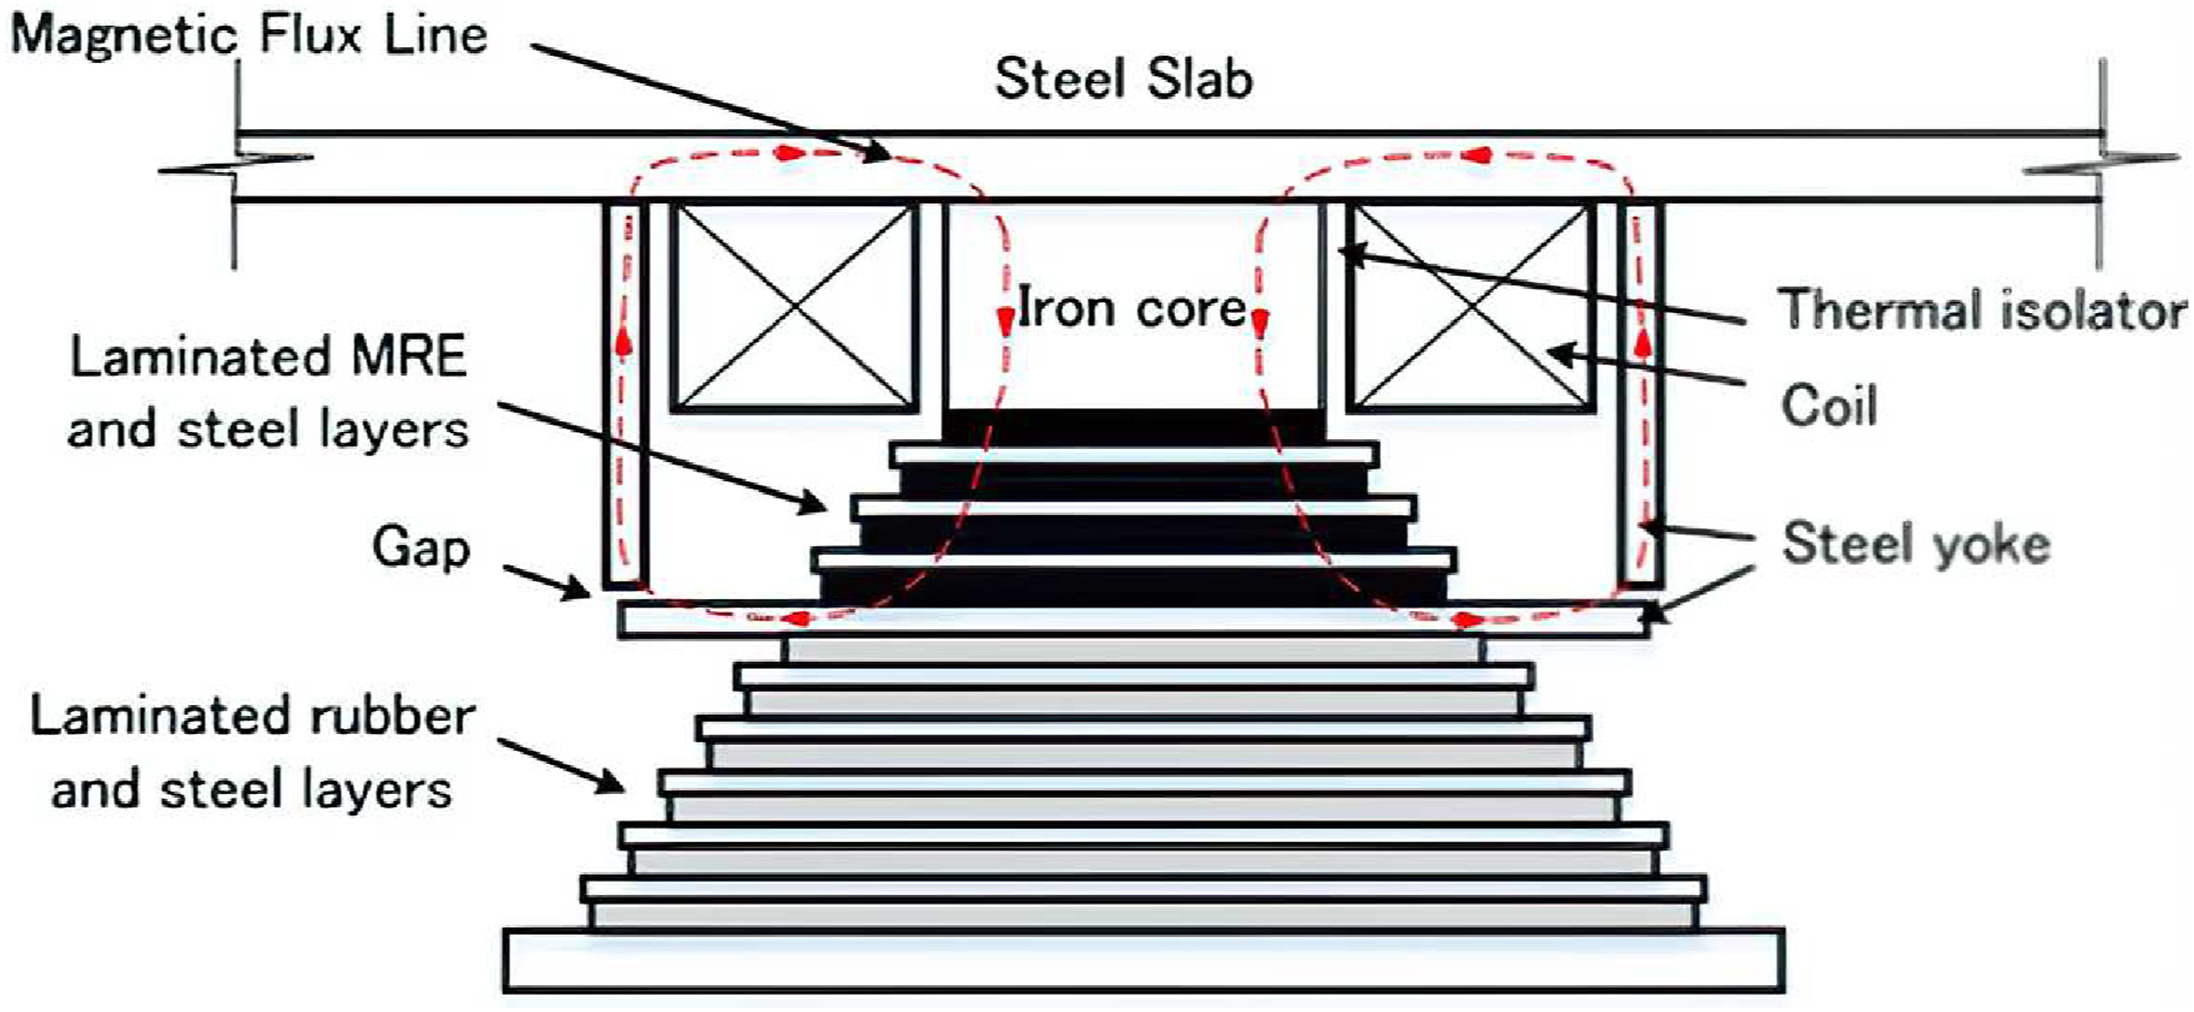 Magnetic Flux Line
Steel Slab
Iron core
Thermal isolator
Laminated MRE
and steel layers
Coil
Gap
Steel yoke
Laminated rubber
and steel layers